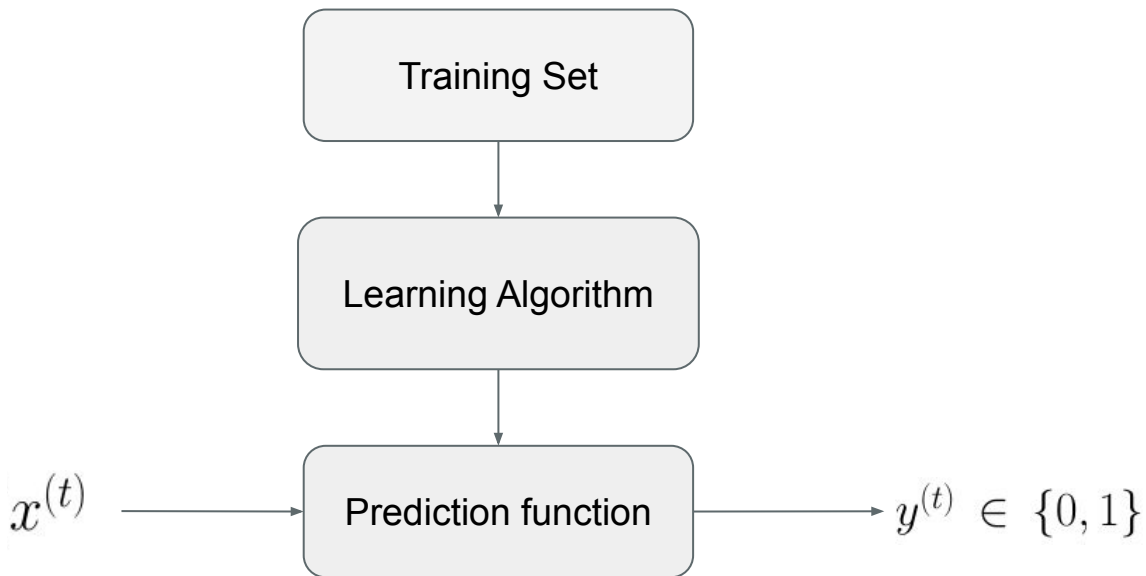 Training Set
Learning Algorithm
x^{(t)}
Prediction function
y^{(t)} ∈ {0, 1}